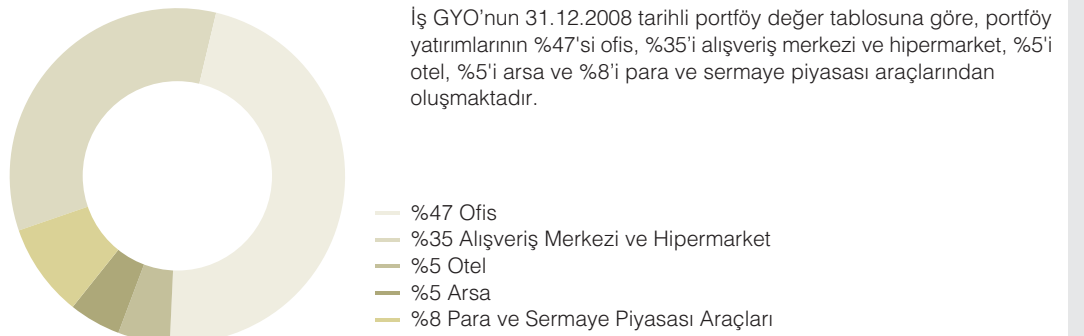 İş GYO’nun 31.12.2008 tarihli portföy değer tablosuna göre, portföy
yatırımlarının %47'si ofis, %35’i alışveriş merkezi ve hipermarket, %5'i
otel, %5'i arsa ve %8’i para ve sermaye piyasası araçlarından
oluşmaktadır.
%47 Ofis
%35 Alışveriş Merkezi ve Hipermarket
%5 Otel
%5 Arsa
%8 Para ve Sermaye Piyasası Araçları